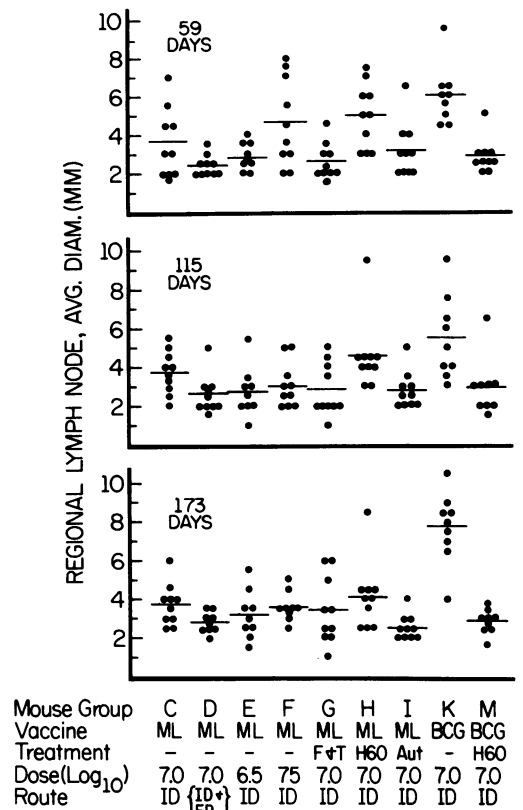 REGIONAL LYMPH NODE, AVG. DIAM. (MM)
10
8
6
4
2
59
DAYS
10
8
6
4
2
115
DAYS
10
8
6
4
2
173
DAYS
Mouse Group C D E F G H I K M
Vaccine ML ML ML ML ML ML ML BCG BCG
Treatment - - - - F&T H60 Aut - H60
Dose(Log10) 7.0 7.0 6.5 75 7.0 7.0 7.0 7.0 7.0
Route ID {ID & ID ID ID ID ID ID ID
FP}